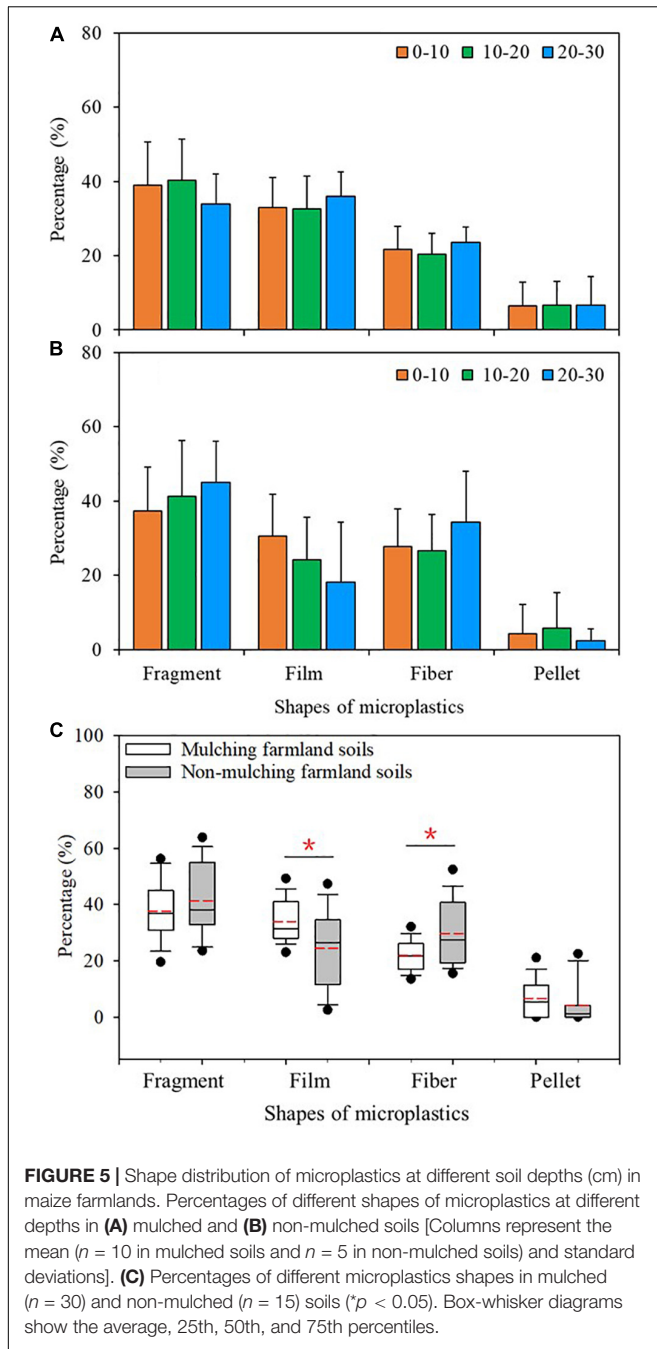 A
80
0-10 10-20 20-30
60
40
20
0
Percentage (%)
B
80
0-10 10-20 20-30
60
40
20
0
Percentage (%)
Fragment Film Fiber Pellet
Shapes of microplastics
C
100
Mulching farmland soils
Non-mulching farmland soils
80
* *
60
40
20
0
Percentage (%)
Fragment Film Fiber Pellet
Shapes of microplastics
FIGURE 5 | Shape distribution of microplastics at different soil depths (cm) in
maize farmlands. Percentages of different shapes of microplastics at different
depths in (A) mulched and (B) non-mulched soils [Columns represent the
mean (n = 10 in mulched soils and n = 5 in non-mulched soils) and standard
deviations]. (C) Percentages of different microplastics shapes in mulched
(n = 30) and non-mulched (n = 15) soils (*p < 0.05). Box-whisker diagrams
show the average, 25th, 50th, and 75th percentiles.